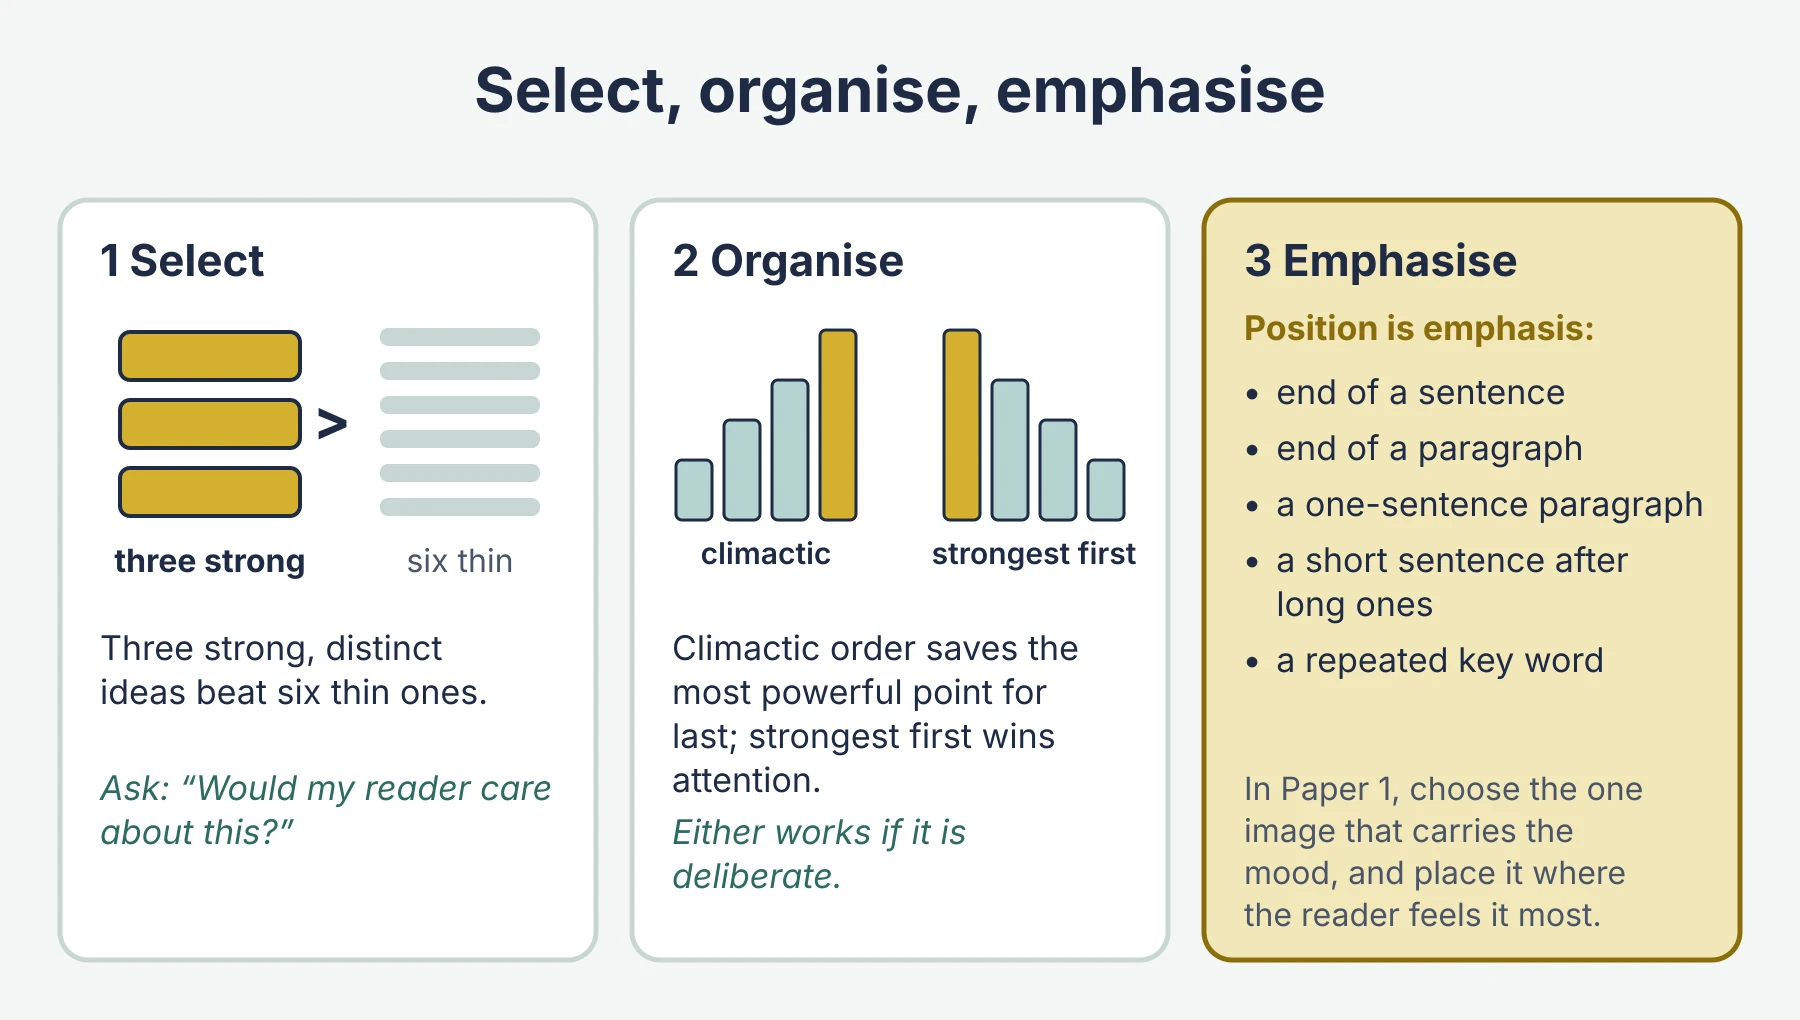 Select, organise, emphasise
1 Select
>
three strong
six thin
Three strong, distinct
ideas beat six thin ones.
Ask: “Would my reader care
about this?”
2 Organise
climactic
strongest first
Climactic order saves the
most powerful point for
last; strongest first wins
attention.
Either works if it is
deliberate.
3 Emphasise
Position is emphasis:
• end of a sentence
• end of a paragraph
• a one-sentence paragraph
• a short sentence after
long ones
• a repeated key word
In Paper 1, choose the one
image that carries the
mood, and place it where
the reader feels it most.